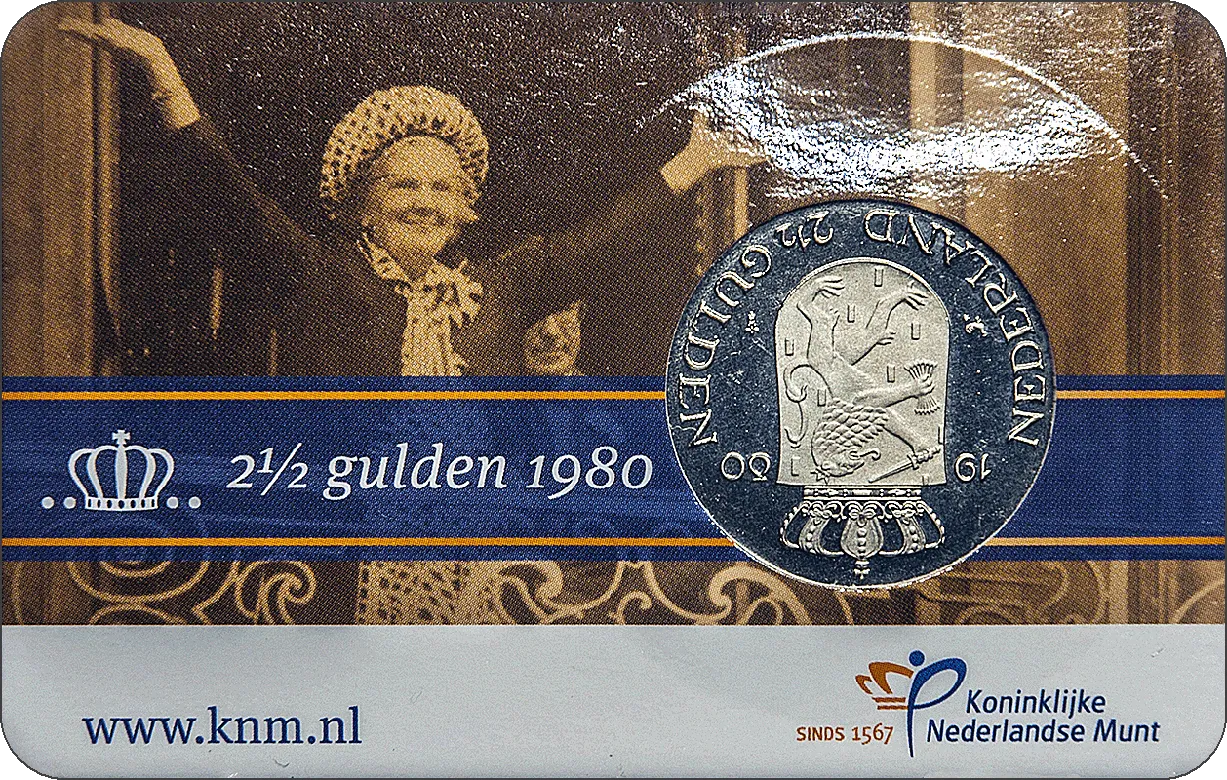 NEDERLAND 2½ GULDEN
19 80
2½ gulden 1980
www.knm.nl
SINDS 1567
Koninklijke
Nederlandse Munt